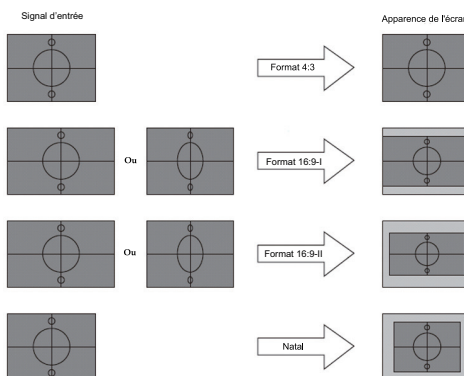 Signal d'entrée
Apparence de l'écran
Format 4:3
Ou
Format 16:9-I
Ou
Format 16:9-II
Natal